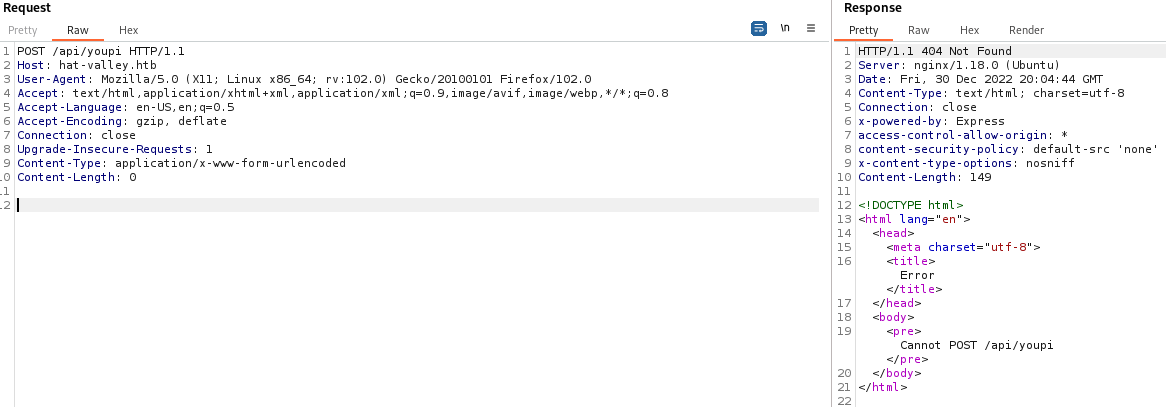 Request
Pretty Raw Hex
\n
1 POST /api/youpi HTTP/1.1
2 Host: hat-valley.htb
3 User-Agent: Mozilla/5.0 (X11; Linux x86_64; rv:102.0) Gecko/20100101 Firefox/102.0
4 Accept: text/html,application/xhtml+xml,application/xml;q=0.9,image/avif,image/webp,*/*;q=0.8
5 Accept-Language: en-US,en;q=0.5
6 Accept-Encoding: gzip, deflate
7 Connection: close
8 Upgrade-Insecure-Requests: 1
9 Content-Type: application/x-www-form-urlencoded
10 Content-Length: 0
11
12
Response
Pretty Raw Hex Render
1 HTTP/1.1 404 Not Found
2 Server: nginx/1.18.0 (Ubuntu)
3 Date: Fri, 30 Dec 2022 20:04:44 GMT
4 Content-Type: text/html; charset=utf-8
5 Connection: close
6 x-powered-by: Express
7 access-control-allow-origin: *
8 content-security-policy: default-src 'none'
9 x-content-type-options: nosniff
10 Content-Length: 149
11
12 <!DOCTYPE html>
13 <html lang="en">
14 <head>
15 <meta charset="utf-8">
16 <title>
Error
</title>
17 </head>
18 <body>
19 <pre>
Cannot POST /api/youpi
</pre>
20 </body>
21 </html>
22